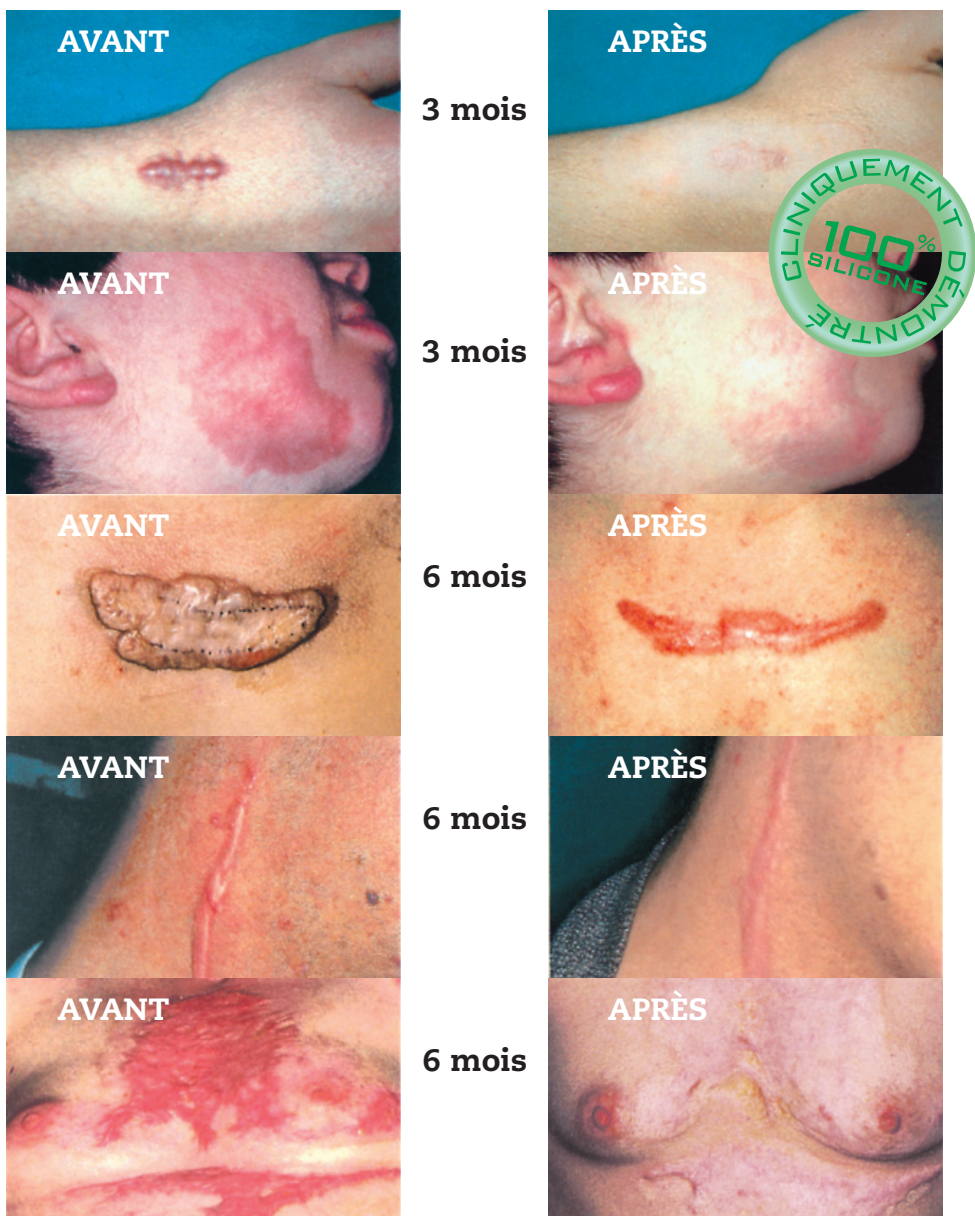 AVANT
3 mois
APRÈS
CLINIQUEMENT DÉMONTRÉ
100%
SILICONE
AVANT
3 mois
APRÈS
AVANT
6 mois
APRÈS
AVANT
6 mois
APRÈS
AVANT
6 mois
APRÈS